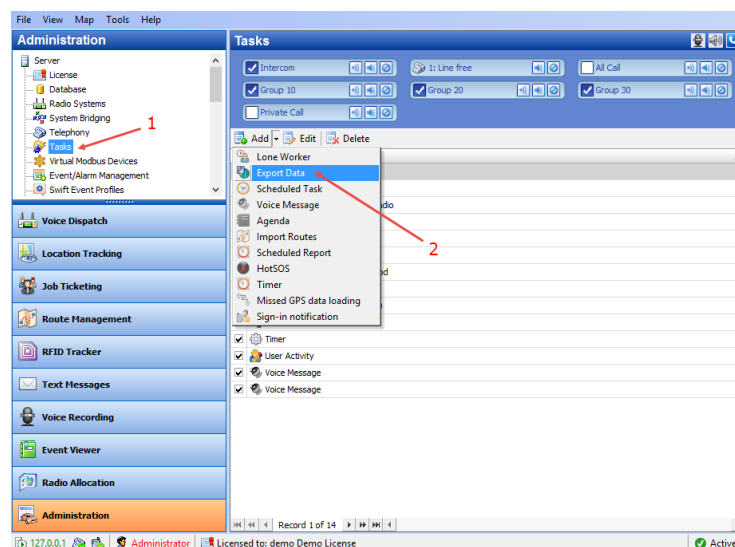 File View Map Tools Help
Administration
Tasks
Server
License
Database
Radio Systems
System Bridging
Telephony
Tasks
Virtual Modbus Devices
Event/Alarm Management
Swift Event Profiles
1
Intercom
1: Line free
All Call
Group 10
Group 20
Group 30
Private Call
Add Edit Delete
Lone Worker
Export Data
Scheduled Task
Voice Message
Agenda
Import Routes
Scheduled Report
HotSOS
Timer
Missed GPS data loading
Sign-in notification
2
Timer
User Activity
Voice Message
Voice Message
Voice Dispatch
Location Tracking
Job Ticketing
Route Management
RFID Tracker
Text Messages
Voice Recording
Event Viewer
Radio Allocation
Administration
Record 1 of 14
127.0.0.1 Administrator Licensed to: demo Demo License Active